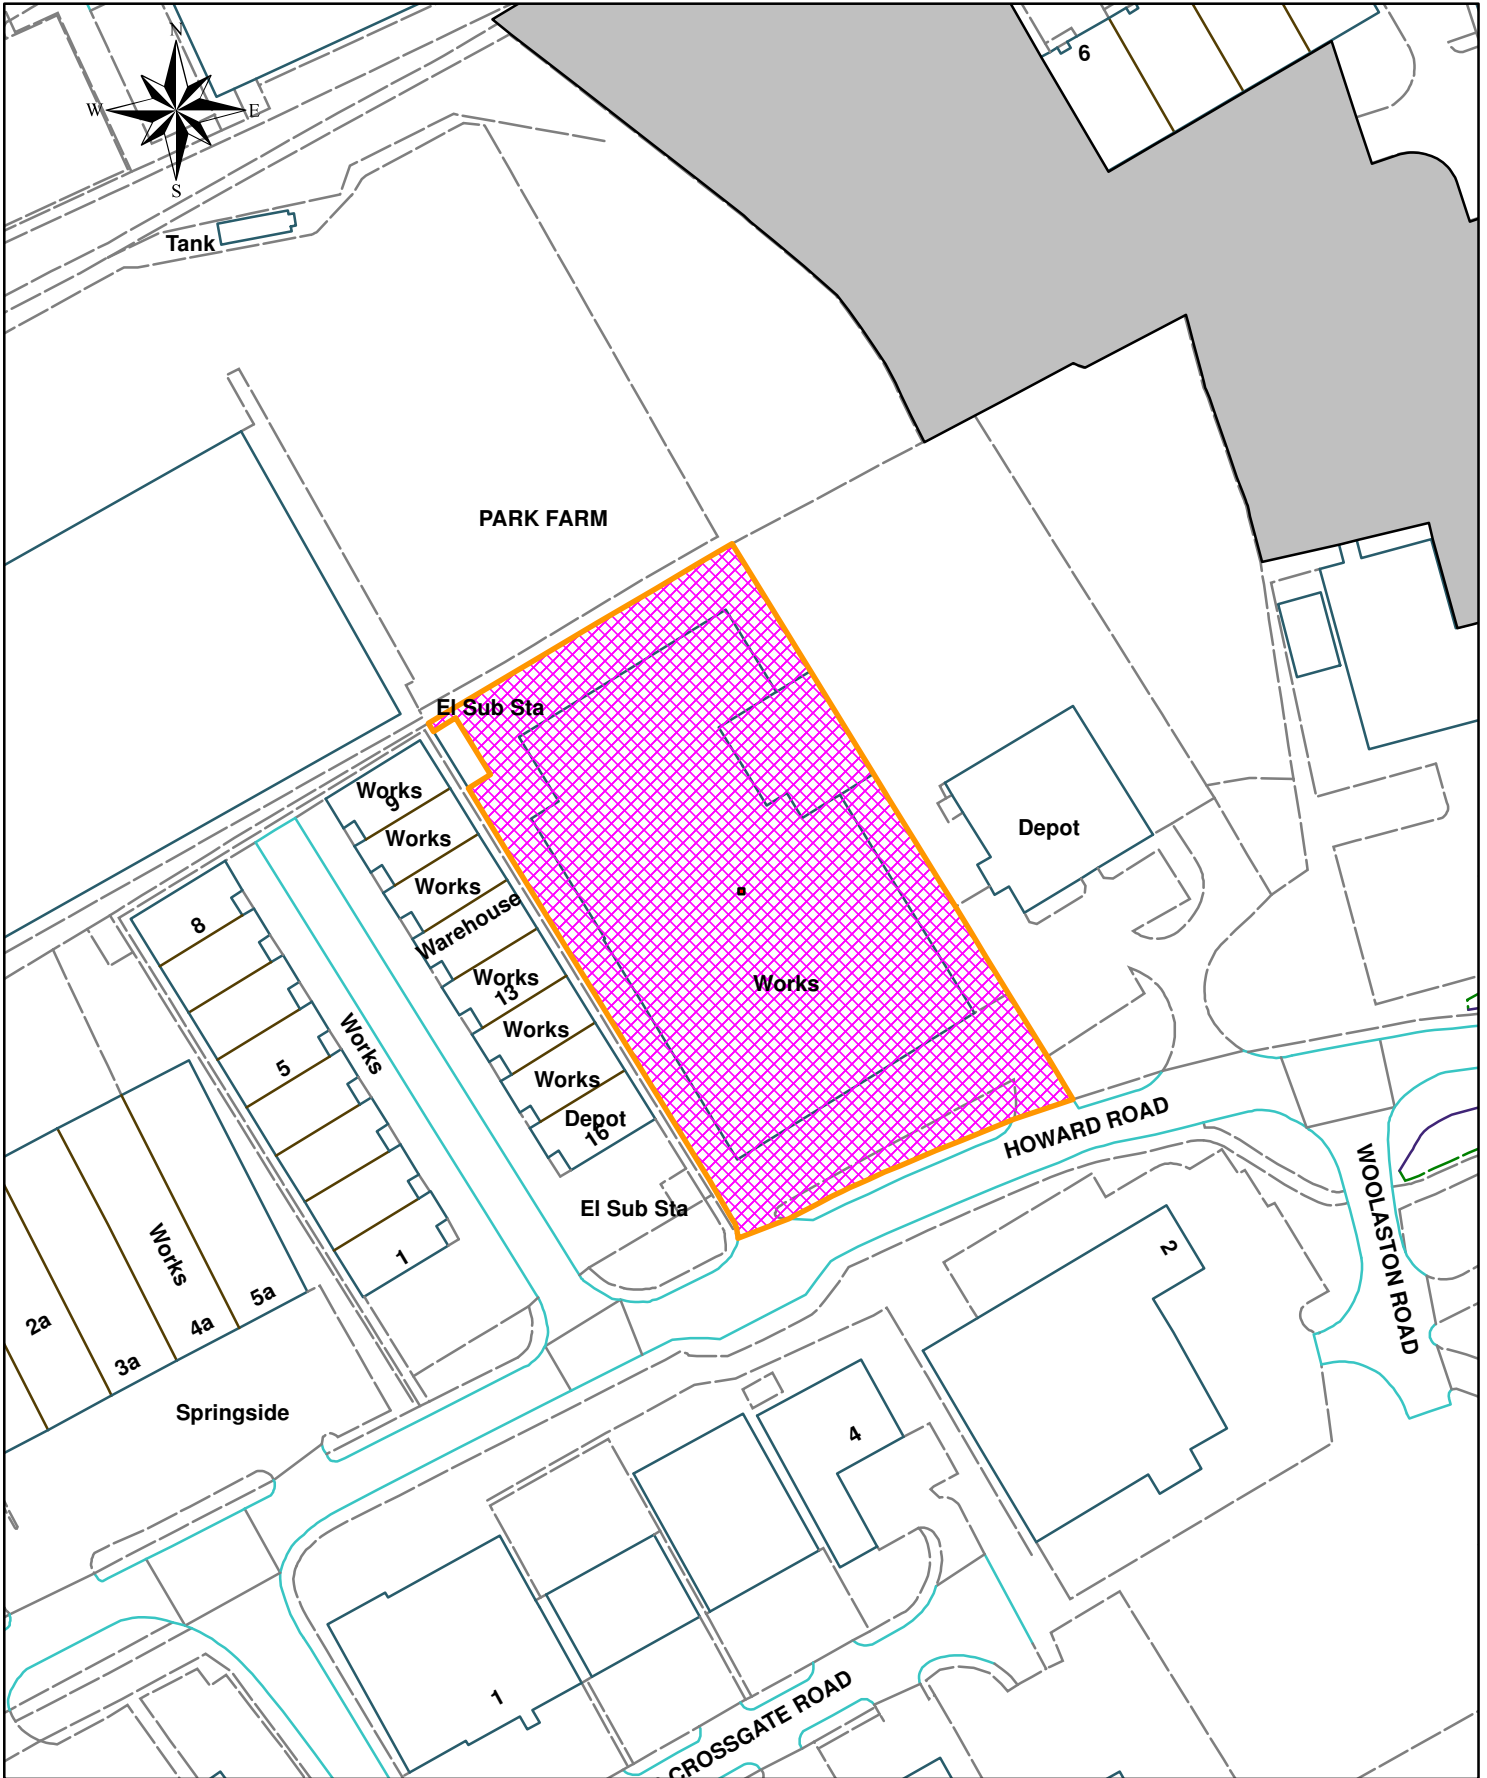 N
W
E
S
6
Tank
PARK FARM
El Sub Sta
Works
9
Works
Works
Warehouse
Works
13
Works
Works
Depot
16
El Sub Sta
Depot
Works
8
5
1
Works
HOWARD ROAD
WOOLASTON ROAD
2
Works
2a
3a
4a
5a
Springside
4
1
CROSSGATE ROAD